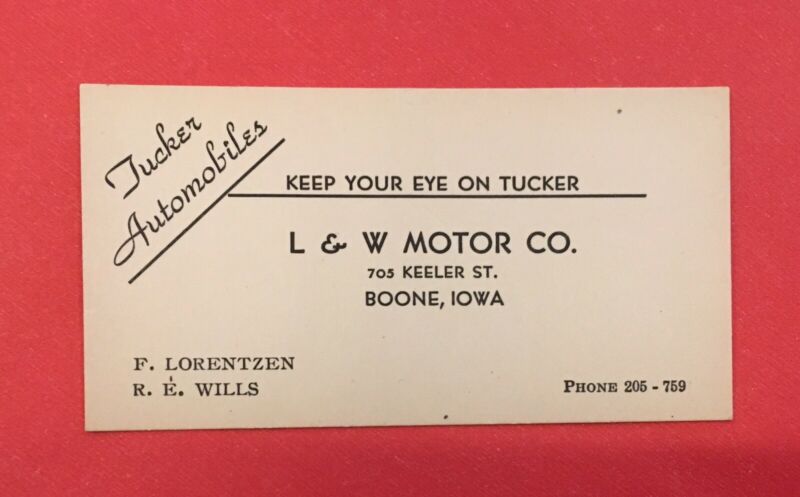 Tucker
Automobiles
KEEP YOUR EYE ON TUCKER
L & W MOTOR CO.
705 KEELER ST.
BOONE, IOWA
F. LORENTZEN
R. E. WILLS
PHONE 205 - 759